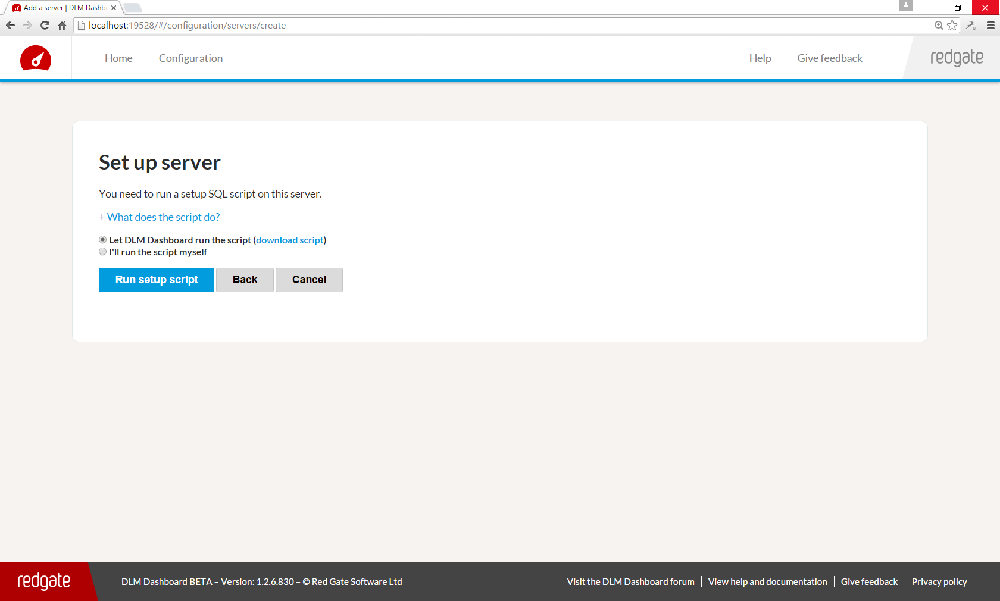 Add a server | DLM Dashb
localhost:19528/#/configuration/servers/create
Home Configuration Help Give feedback redgate
Set up server
You need to run a setup SQL script on this server.
+ What does the script do?
Let DLM Dashboard run the script (download script)
I'll run the script myself
Run setup script Back Cancel
redgate DLM Dashboard BETA – Version: 1.2.6.830 – © Red Gate Software Ltd Visit the DLM Dashboard forum View help and documentation Give feedback Privacy policy